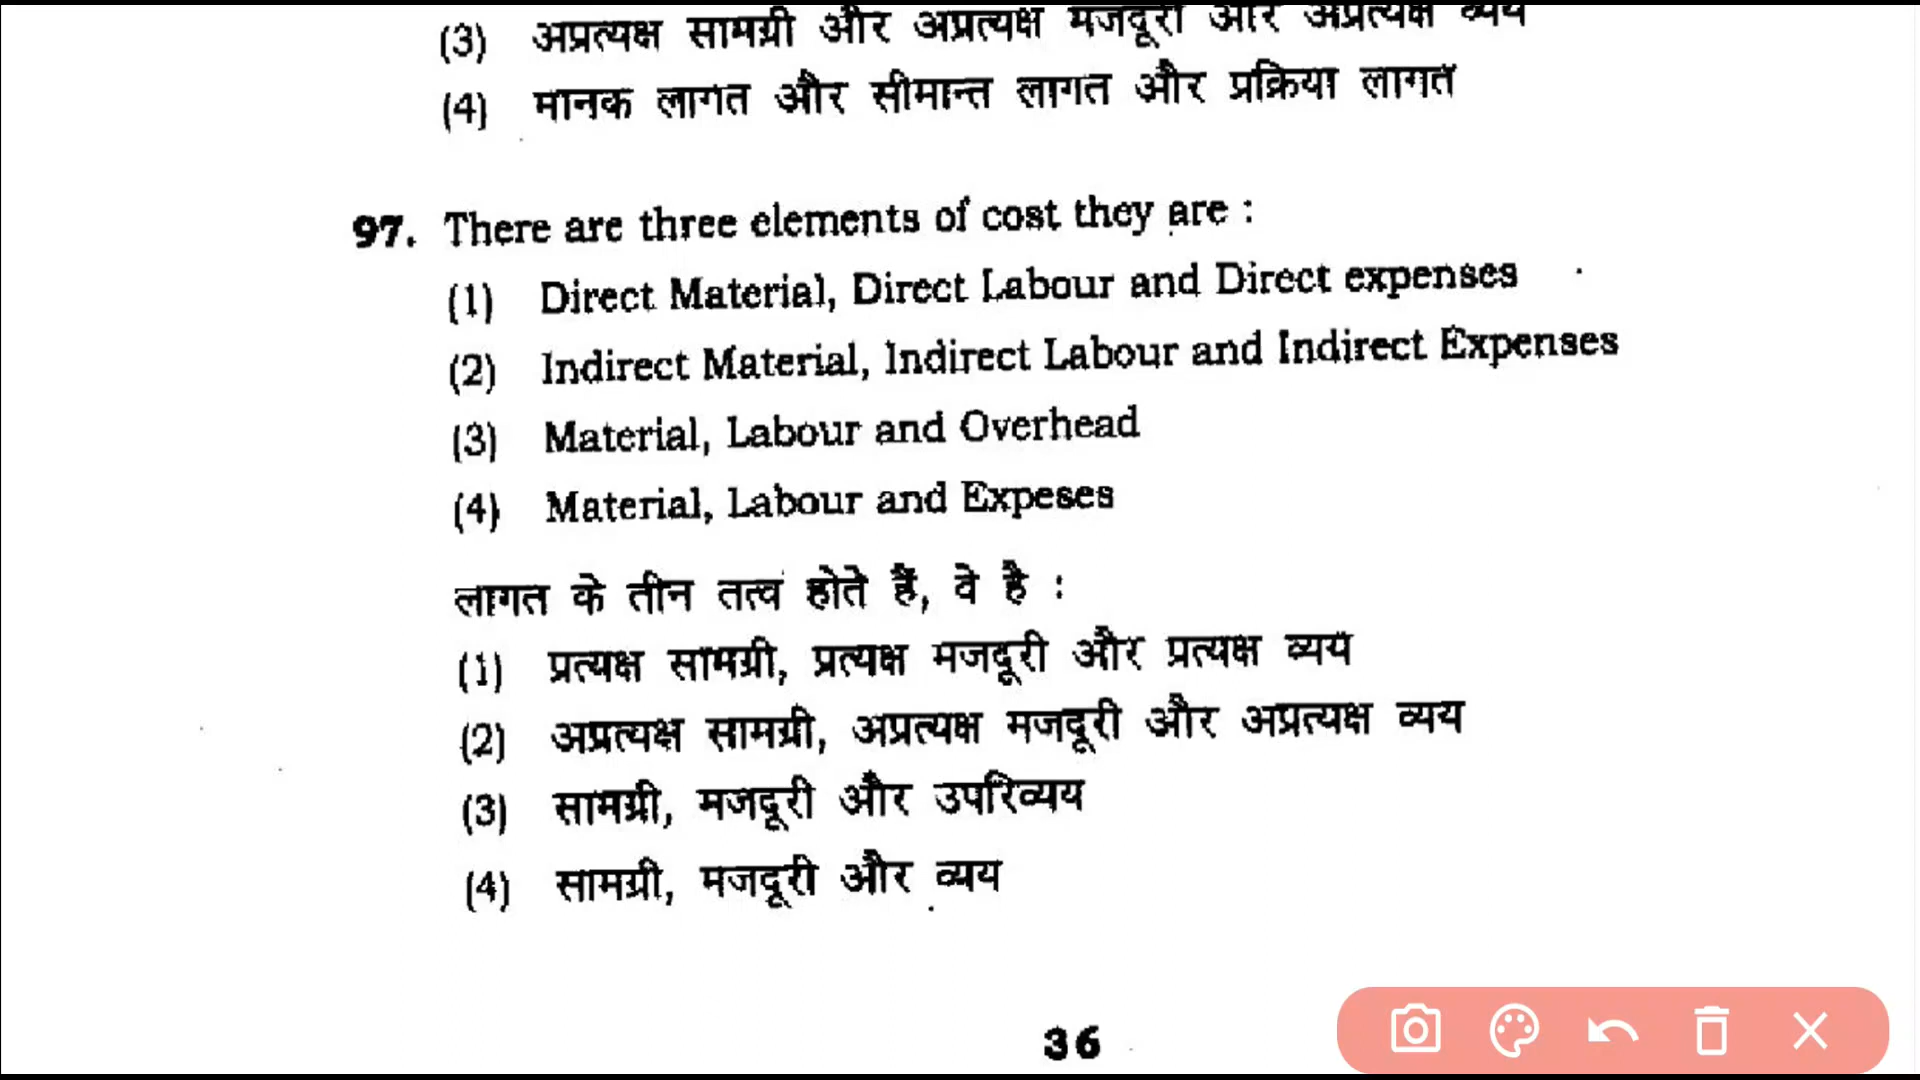 (3) अप्रत्यक्ष सामग्री और अप्रत्यक्ष मजदूरी और अप्रत्यक्ष व्यय
(4) मानक लागत और सीमान्त लागत और प्रक्रिया लागत
97. There are three elements of cost they are :
(1) Direct Material, Direct Labour and Direct expenses
(2) Indirect Material, Indirect Labour and Indirect Expenses
(3) Material, Labour and Overhead
(4) Material, Labour and Expeses
लागत के तीन तत्व होते हैं, वे है :
(1) प्रत्यक्ष सामग्री, प्रत्यक्ष मजदूरी और प्रत्यक्ष व्यय
(2) अप्रत्यक्ष सामग्री, अप्रत्यक्ष मजदूरी और अप्रत्यक्ष व्यय
(3) सामग्री, मजदूरी और उपरिव्यय
(4) सामग्री, मजदूरी और व्यय
36